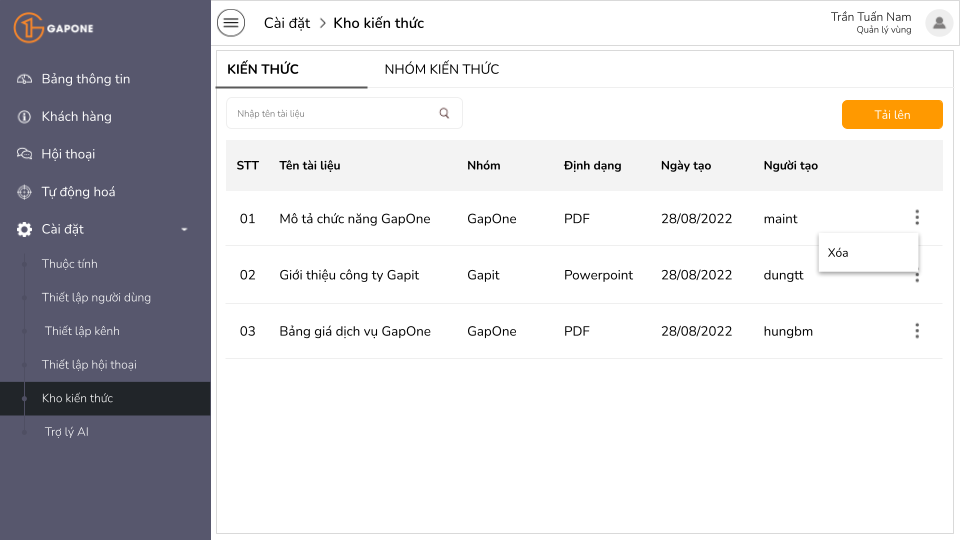 GAPONE
Bảng thông tin
Khách hàng
Hội thoại
Tự động hoá
Cài đặt
Thuộc tính
Thiết lập người dùng
Thiết lập kênh
Thiết lập hội thoại
Kho kiến thức
Trợ lý AI
Cài đặt > Kho kiến thức
Trần Tuấn Nam
Quản lý vùng
KIẾN THỨC NHÓM KIẾN THỨC
Nhập tên tài liệu
Tải lên
STT Tên tài liệu Nhóm Định dạng Ngày tạo Người tạo
01 Mô tả chức năng GapOne GapOne PDF 28/08/2022 maint
Xóa
02 Giới thiệu công ty Gapit Gapit Powerpoint 28/08/2022 dungtt
03 Bảng giá dịch vụ GapOne GapOne PDF 28/08/2022 hungbm